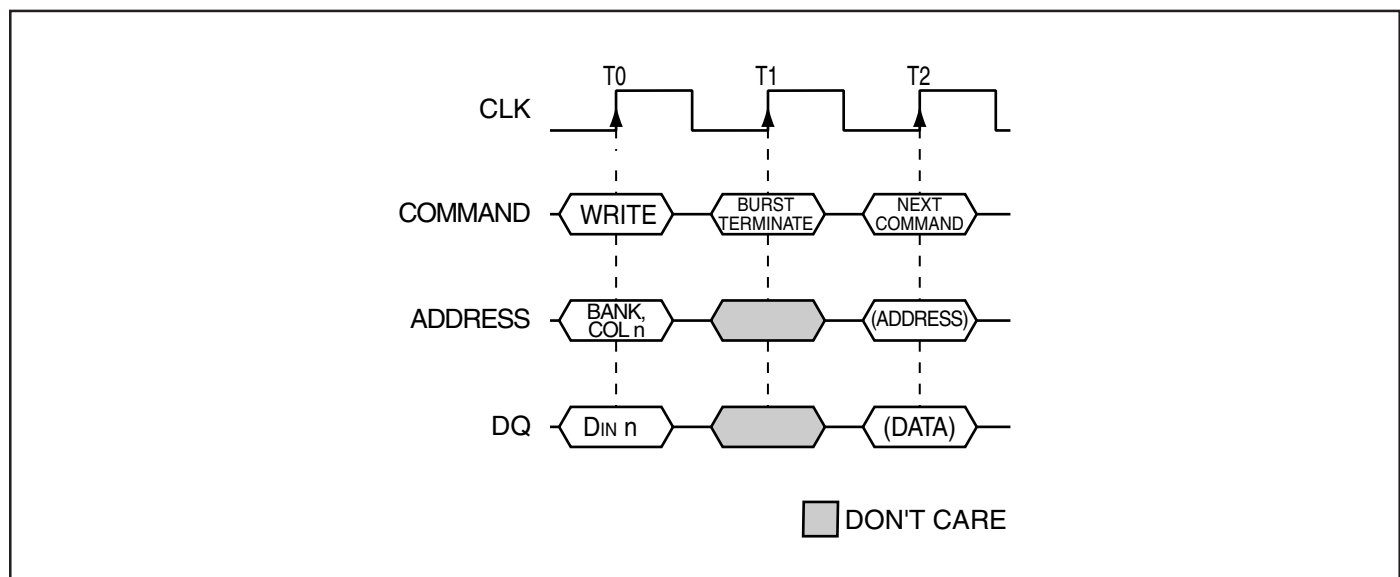 T0 T1 T2
CLK
COMMAND WRITE BURST TERMINATE NEXT COMMAND
ADDRESS BANK, COL n (ADDRESS)
DQ DIN n (DATA)
DON'T CARE